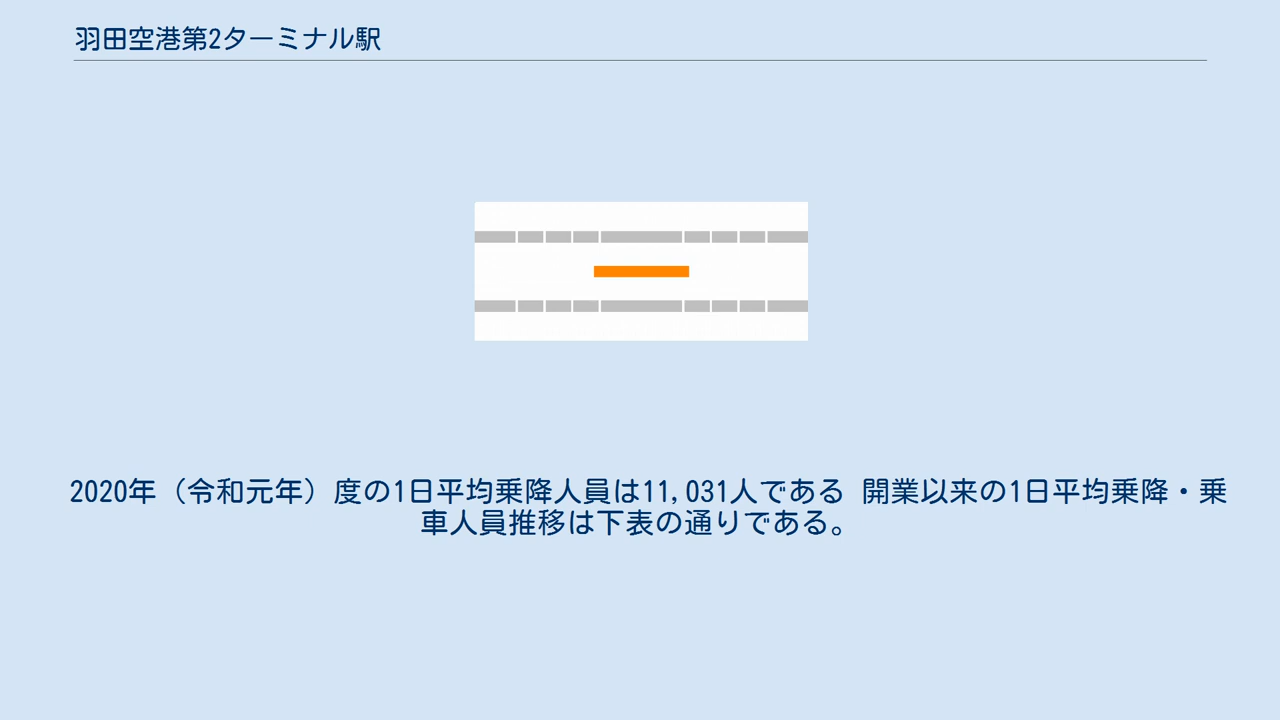 羽田空港第2ターミナル駅
2020年（令和元年）度の1日平均乗降人員は11,031人である 開業以来の1日平均乗降・乗
車人員推移は下表の通りである。